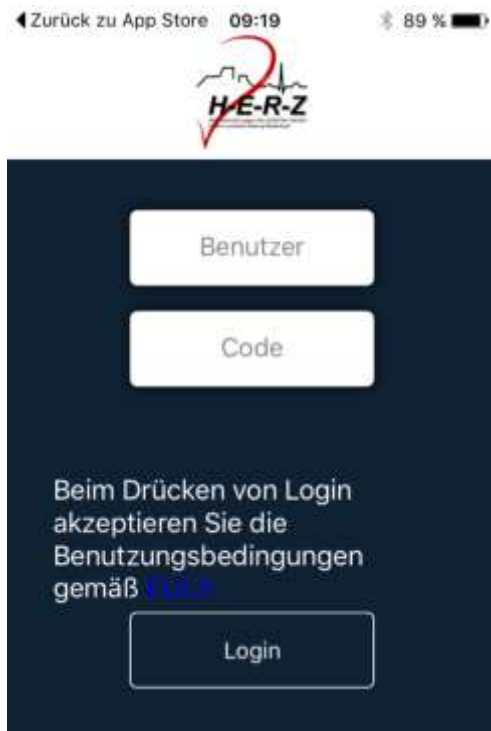 Zurück zu App Store 09:19 89 %
H-E-R-Z
Benutzer
Code
Beim Drücken von Login
akzeptieren Sie die
Benutzungsbedingungen
gemäß EULA
Login